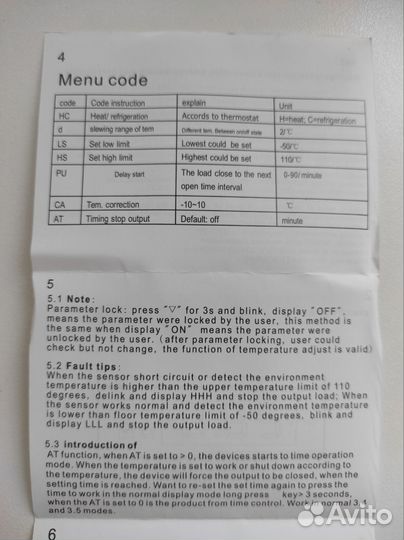 4
Menu code
code Code instruction explain Unit
HC Heat/ refrigeration Accords to thermostat H=heat; C=refrigeration
d slewing range of tem Different tem. Between on/off state 2/℃
LS Set low limit Lowest could be set -50/℃
HS Set high limit Highest could be set 110/℃
PU Delay start The load close to the next 0-90/ minute
open time interval
CA Tem. correction -10~10 ℃
AT Timing stop output Default: off minute
5
5.1 Note:
Parameter lock: press "▽" for 3s and blink, display "OFF",
means the parameter were locked by the user, this method is
the same when display "ON" means the parameter were
unlocked by the user. (after parameter locking, user could
check but not change, the function of temperature adjust is valid)
5.2 Fault tips:
When the sensor short circuit or detect the environment
temperature is higher than the upper temperature limit of 110
degrees, delink and display HHH and stop the output load; When
the sensor works normal and detect the environment temperature
is lower than floor temperature limit of -50 degrees, blink and
display LLL and stop the output load.
5.3 introduction of
AT function, when AT is set to > 0, the devices starts to time operation
mode. When the temperature is set to work or shut down according to
the temperature, the device will force the output to be closed, when the
setting time is reached. Want to re-set the set time again to press the
time to work in the normal display mode long press key> 3 seconds,
when the AT is set to 0 is the product from time control. Work in normal 3.4
and 3.5 modes.
6
Avito